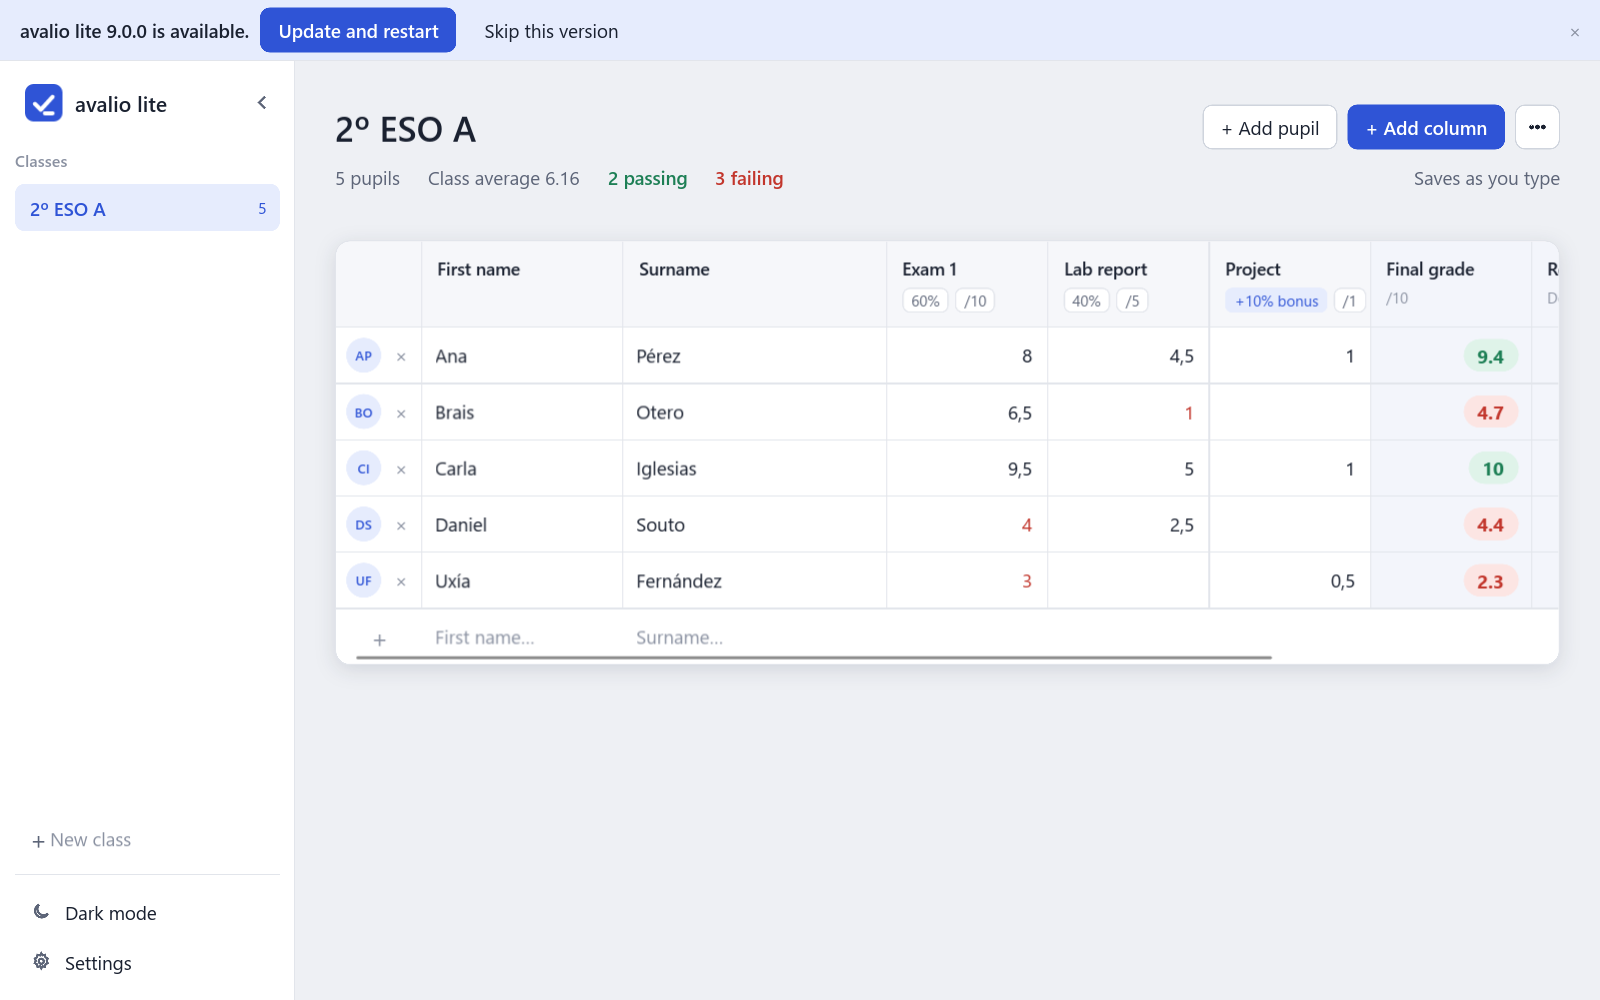 avalio lite 9.0.0 is available. Update and restart Skip this version ×
avalio lite
Classes
2º ESO A 5
+ New class
Dark mode
Settings
2º ESO A
+ Add pupil + Add column •••
5 pupils Class average 6.16 2 passing 3 failing Saves as you type
First name Surname Exam 1 Lab report Project Final grade
60% /10 40% /5 +10% bonus /1 /10
AP × Ana Pérez 8 4,5 1 9.4
BO × Brais Otero 6,5 1 4.7
CI × Carla Iglesias 9,5 5 1 10
DS × Daniel Souto 4 2,5 4.4
UF × Uxía Fernández 3 0,5 2.3
+ First name... Surname...